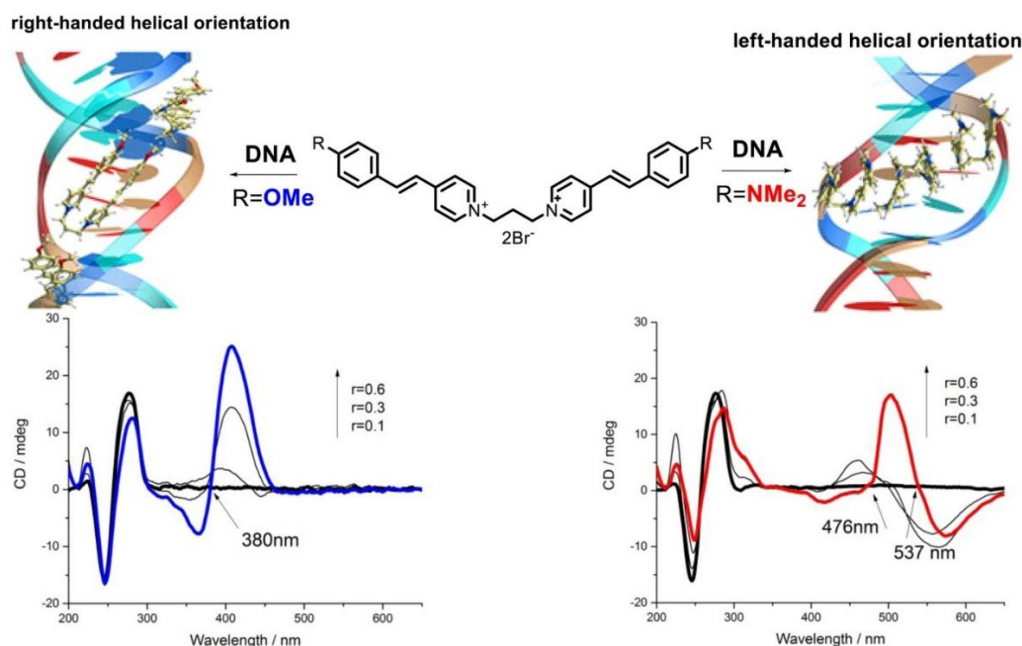 right-handed helical orientation
left-handed helical orientation
DNA
R=OMe
R
N+
N+
2Br-
R
DNA
R=NMe2
30
20
10
0
-10
-20
CD / mdeg
r=0.6
r=0.3
r=0.1
380nm
200 300 400 500 600
Wavelength / nm
30
20
10
0
-10
-20
CD / mdeg
r=0.6
r=0.3
r=0.1
476nm
537 nm
200 300 400 500 600
Wavelength / nm